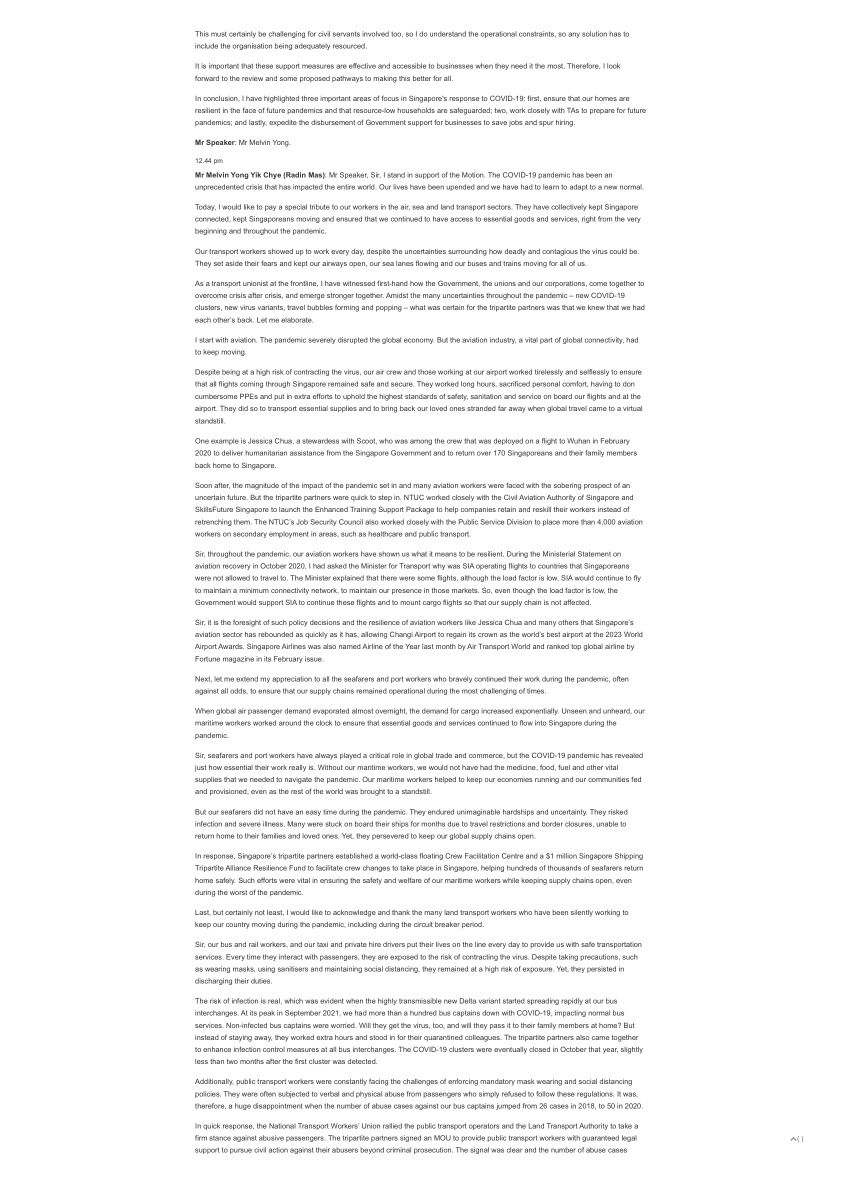 This must certainly be challenging for civil servants involved too, so I do understand the operational constraints, so any solution has to
include the organisation being adequately resourced.
It is important that these support measures are effective and accessible to businesses when they need it the most. Therefore, I look
forward to the review and some proposed pathways to making this better for all.
In conclusion, I have highlighted three important areas of focus in Singapore's response to COVID-19: first, ensure that our homes are
resilient in the face of future pandemics and that resource-low households are safeguarded; two, work closely with TAs to prepare for future
pandemics; and lastly, expedite the disbursement of Government support for businesses to save jobs and spur hiring.
Mr Speaker: Mr Melvin Yong.
12.44 pm
Mr Melvin Yong Yik Chye (Radin Mas): Mr Speaker, Sir, I stand in support of the Motion. The COVID-19 pandemic has been an
unprecedented crisis that has impacted the entire world. Our lives have been upended and we have had to learn to adapt to a new normal.
Today, I would like to pay a special tribute to our workers in the air, sea and land transport sectors. They have collectively kept Singapore
connected, kept Singaporeans moving and ensured that we continued to have access to essential goods and services, right from the very
beginning and throughout the pandemic.
Our transport workers showed up to work every day, despite the uncertainties surrounding how deadly and contagious the virus could be.
They set aside their fears and kept our airways open, our sea lanes flowing and our buses and trains moving for all of us.
As a transport unionist at the frontline, I have witnessed first-hand how the Government, the unions and our corporations, come together to
overcome crisis after crisis, and emerge stronger together. Amidst the many uncertainties throughout the pandemic – new COVID-19
clusters, new virus variants, travel bubbles forming and popping – what was certain for the tripartite partners was that we knew that we had
each other's back. Let me elaborate.
I start with aviation. The pandemic severely disrupted the global economy. But the aviation industry, a vital part of global connectivity, had
to keep moving.
Despite being at a high risk of contracting the virus, our air crew and those working at our airport worked tirelessly and selflessly to ensure
that all flights coming through Singapore remained safe and secure. They worked long hours, sacrificed personal comfort, having to don
cumbersome PPEs and put in extra efforts to uphold the highest standards of safety, sanitation and service on board our flights and at the
airport. They did so to transport essential supplies and to bring back our loved ones stranded far away when global travel came to a virtual
standstill.
One example is Jessica Chua, a stewardess with Scoot, who was among the crew that was deployed on a flight to Wuhan in February
2020 to deliver humanitarian assistance from the Singapore Government and to return over 170 Singaporeans and their family members
back home to Singapore.
Soon after, the magnitude of the impact of the pandemic set in and many aviation workers were faced with the sobering prospect of an
uncertain future. But the tripartite partners were quick to step in. NTUC worked closely with the Civil Aviation Authority of Singapore and
SkillsFuture Singapore to launch the Enhanced Training Support Package to help companies retain and reskill their workers instead of
retrenching them. The NTUC's Job Security Council also worked closely with the Public Service Division to place more than 4,000 aviation
workers on secondary employment in areas, such as healthcare and public transport.
Sir, throughout the pandemic, our aviation workers have shown us what it means to be resilient. During the Ministerial Statement on
aviation recovery in October 2020, I had asked the Minister for Transport why was SIA operating flights to countries that Singaporeans
were not allowed to travel to. The Minister explained that there were some flights, although the load factor is low, SIA would continue to fly
to maintain a minimum connectivity network, to maintain our presence in those markets. So, even though the load factor is low, the
Government would support SIA to continue these flights and to mount cargo flights so that our supply chain is not affected.
Sir, it is the foresight of such policy decisions and the resilience of aviation workers like Jessica Chua and many others that Singapore's
aviation sector has rebounded as quickly as it has, allowing Changi Airport to regain its crown as the world's best airport at the 2023 World
Airport Awards. Singapore Airlines was also named Airline of the Year last month by Air Transport World and ranked top global airline by
Fortune magazine in its February issue.
Next, let me extend my appreciation to all the seafarers and port workers who bravely continued their work during the pandemic, often
against all odds, to ensure that our supply chains remained operational during the most challenging of times.
When global air passenger demand evaporated almost overnight, the demand for cargo increased exponentially. Unseen and unheard, our
maritime workers worked around the clock to ensure that essential goods and services continued to flow into Singapore during the
pandemic.
Sir, seafarers and port workers have always played a critical role in global trade and commerce, but the COVID-19 pandemic has revealed
just how essential their work really is. Without our maritime workers, we would not have had the medicine, food, fuel and other vital
supplies that we needed to navigate the pandemic. Our maritime workers helped to keep our economies running and our communities fed
and provisioned, even as the rest of the world was brought to a standstill.
But our seafarers did not have an easy time during the pandemic. They endured unimaginable hardships and uncertainty. They risked
infection and severe illness. Many were stuck on board their ships for months due to travel restrictions and border closures, unable to
return home to their families and loved ones. Yet, they persevered to keep our global supply chains open.
In response, Singapore's tripartite partners established a world-class floating Crew Facilitation Centre and a $1 million Singapore Shipping
Tripartite Alliance Resilience Fund to facilitate crew changes to take place in Singapore, helping hundreds of thousands of seafarers return
home safely. Such efforts were vital in ensuring the safety and welfare of our maritime workers while keeping supply chains open, even
during the worst of the pandemic.
Last, but certainly not least, I would like to acknowledge and thank the many land transport workers who have been silently working to
keep our country moving during the pandemic, including during the circuit breaker period.
Sir, our bus and rail workers, and our taxi and private hire drivers put their lives on the line every day to provide us with safe transportation
services. Every time they interact with passengers, they are exposed to the risk of contracting the virus. Despite taking precautions, such
as wearing masks, using sanitisers and maintaining social distancing, they remained at a high risk of exposure. Yet, they persisted in
discharging their duties.
The risk of infection is real, which was evident when the highly transmissible new Delta variant started spreading rapidly at our bus
interchanges. At its peak in September 2021, we had more than a hundred bus captains down with COVID-19, impacting normal bus
services. Non-infected bus captains were worried. Will they get the virus, too, and will they pass it to their family members at home? But
instead of staying away, they worked extra hours and stood in for their quarantined colleagues. The tripartite partners also came together
to enhance infection control measures at all bus interchanges. The COVID-19 clusters were eventually closed in October that year, slightly
less than two months after the first cluster was detected.
Additionally, public transport workers were constantly facing the challenges of enforcing mandatory mask wearing and social distancing
policies. They were often subjected to verbal and physical abuse from passengers who simply refused to follow these regulations. It was,
therefore, a huge disappointment when the number of abuse cases against our bus captains jumped from 26 cases in 2018, to 50 in 2020.
In quick response, the National Transport Workers' Union rallied the public transport operators and the Land Transport Authority to take a
firm stance against abusive passengers. The tripartite partners signed an MOU to provide public transport workers with guaranteed legal
support to pursue civil action against their abusers beyond criminal prosecution. The signal was clear and the number of abuse cases